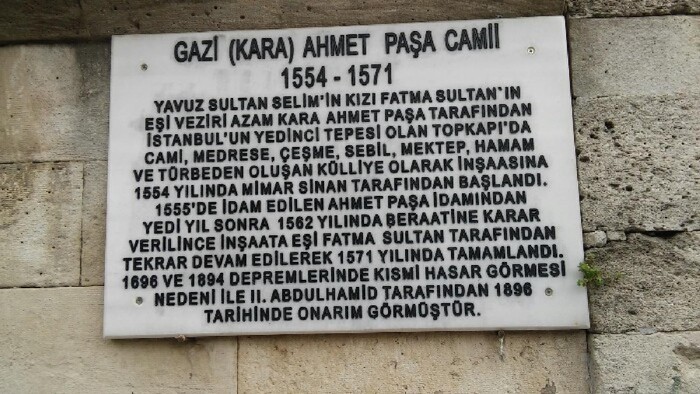 GAZİ (KARA) AHMET PAŞA CAMİİ
1554 - 1571
YAVUZ SULTAN SELİM'İN KIZI FATMA SULTAN`IN
EŞİ VEZİRİ AZAM KARA AHMET PAŞA TARAFINDAN
İSTANBUL'UN YEDİNCİ TEPESİ OLAN TOPKAPI'DA
CAMİ, MEDRESE, ÇEŞME, SEBİL, MEKTEP, HAMAM
VE TÜRBEDEN OLUŞAN KÜLLİYE OLARAK İNŞAASINA
1554 YILINDA MİMAR SİNAN TARAFINDAN BAŞLANDI.
1555'DE İDAM EDİLEN AHMET PAŞA İDAMINDAN
YEDİ YIL SONRA 1562 YILINDA BERAATİNE KARAR
VERİLİNCE İNŞAATA EŞİ FATMA SULTAN TARAFINDAN
TEKRAR DEVAM EDİLEREK 1571 YILINDA TAMAMLANDI.
1696 VE 1894 DEPREMLERİNDE KISMİ HASAR GÖRMESİ
NEDENİ İLE II. ABDULHAMİD TARAFINDAN 1896
TARİHİNDE ONARIM GÖRMÜŞTÜR.